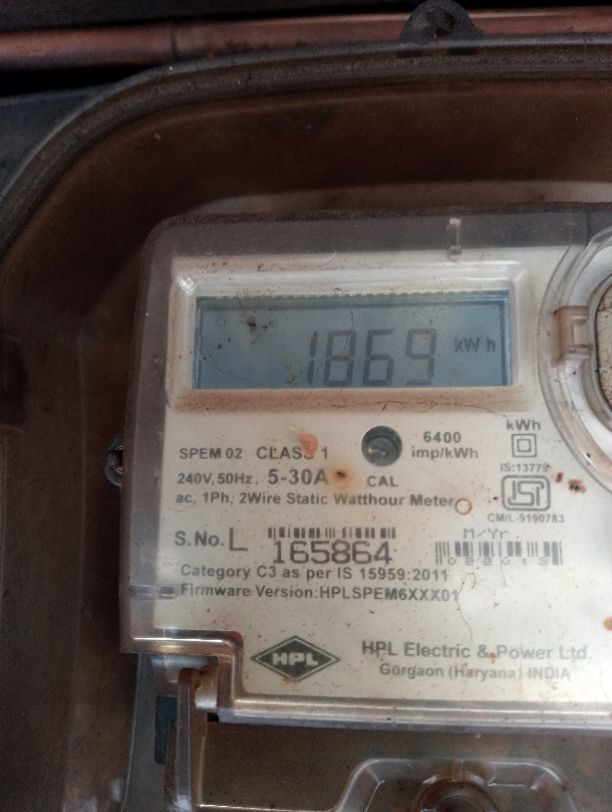 1869 kWh
kWh
SPEM 02 CLASS 1
6400
imp/kWh
IS:13779
240V, 50Hz, 5-30A
CAL
ac, 1Ph, 2Wire Static Watthour Meter
ISI
CM/L-9190783
S.No. L 165864
M/Yr
Category C3 as per IS 15959:2011
Firmware Version:HPLSPEM6XXX01
HPL
HPL Electric & Power Ltd.
Gurgaon (Haryana) INDIA